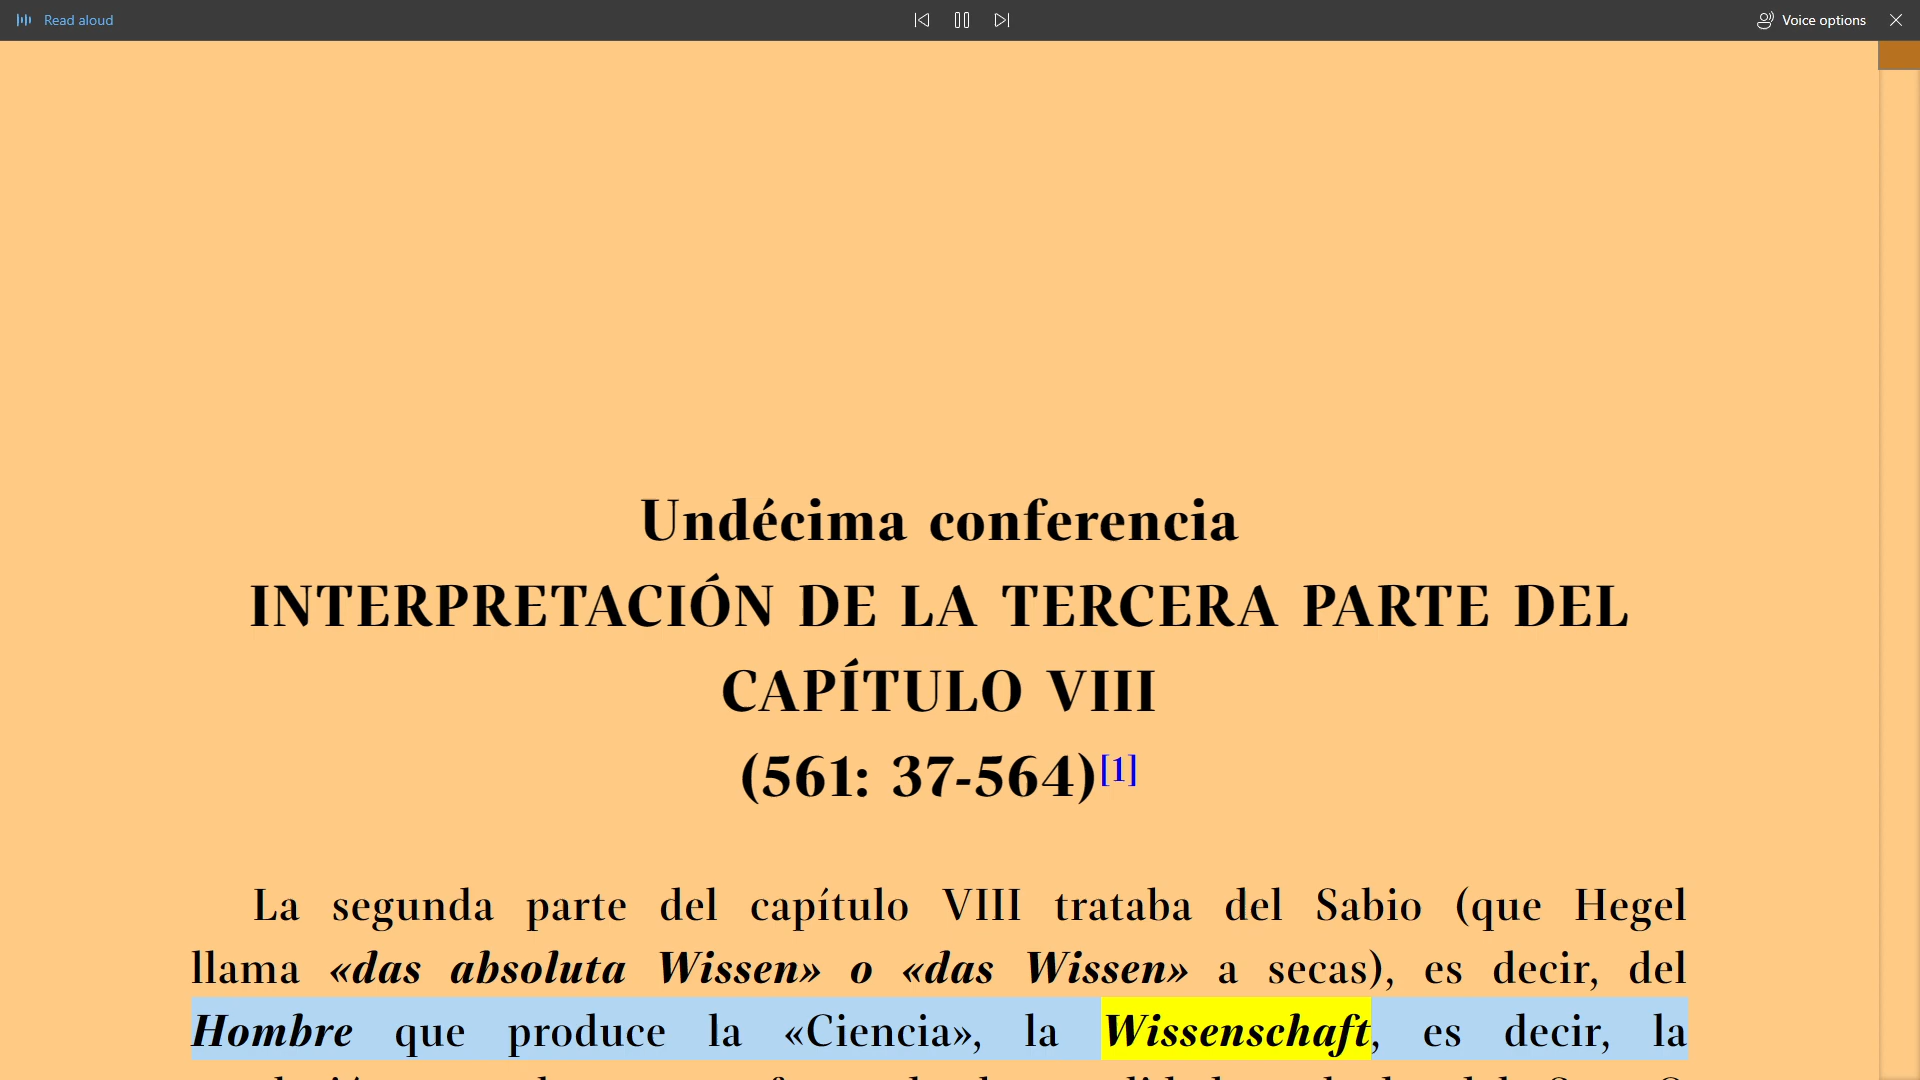 Read aloud
Voice options
Undécima conferencia
INTERPRETACIÓN DE LA TERCERA PARTE DEL
CAPÍTULO VIII
(561: 37-564)[1]
La segunda parte del capítulo VIII trataba del Sabio (que Hegel
llama «das absoluta Wissen» o «das Wissen» a secas), es decir, del
Hombre que produce la «Ciencia», la Wissenschaft, es decir, la